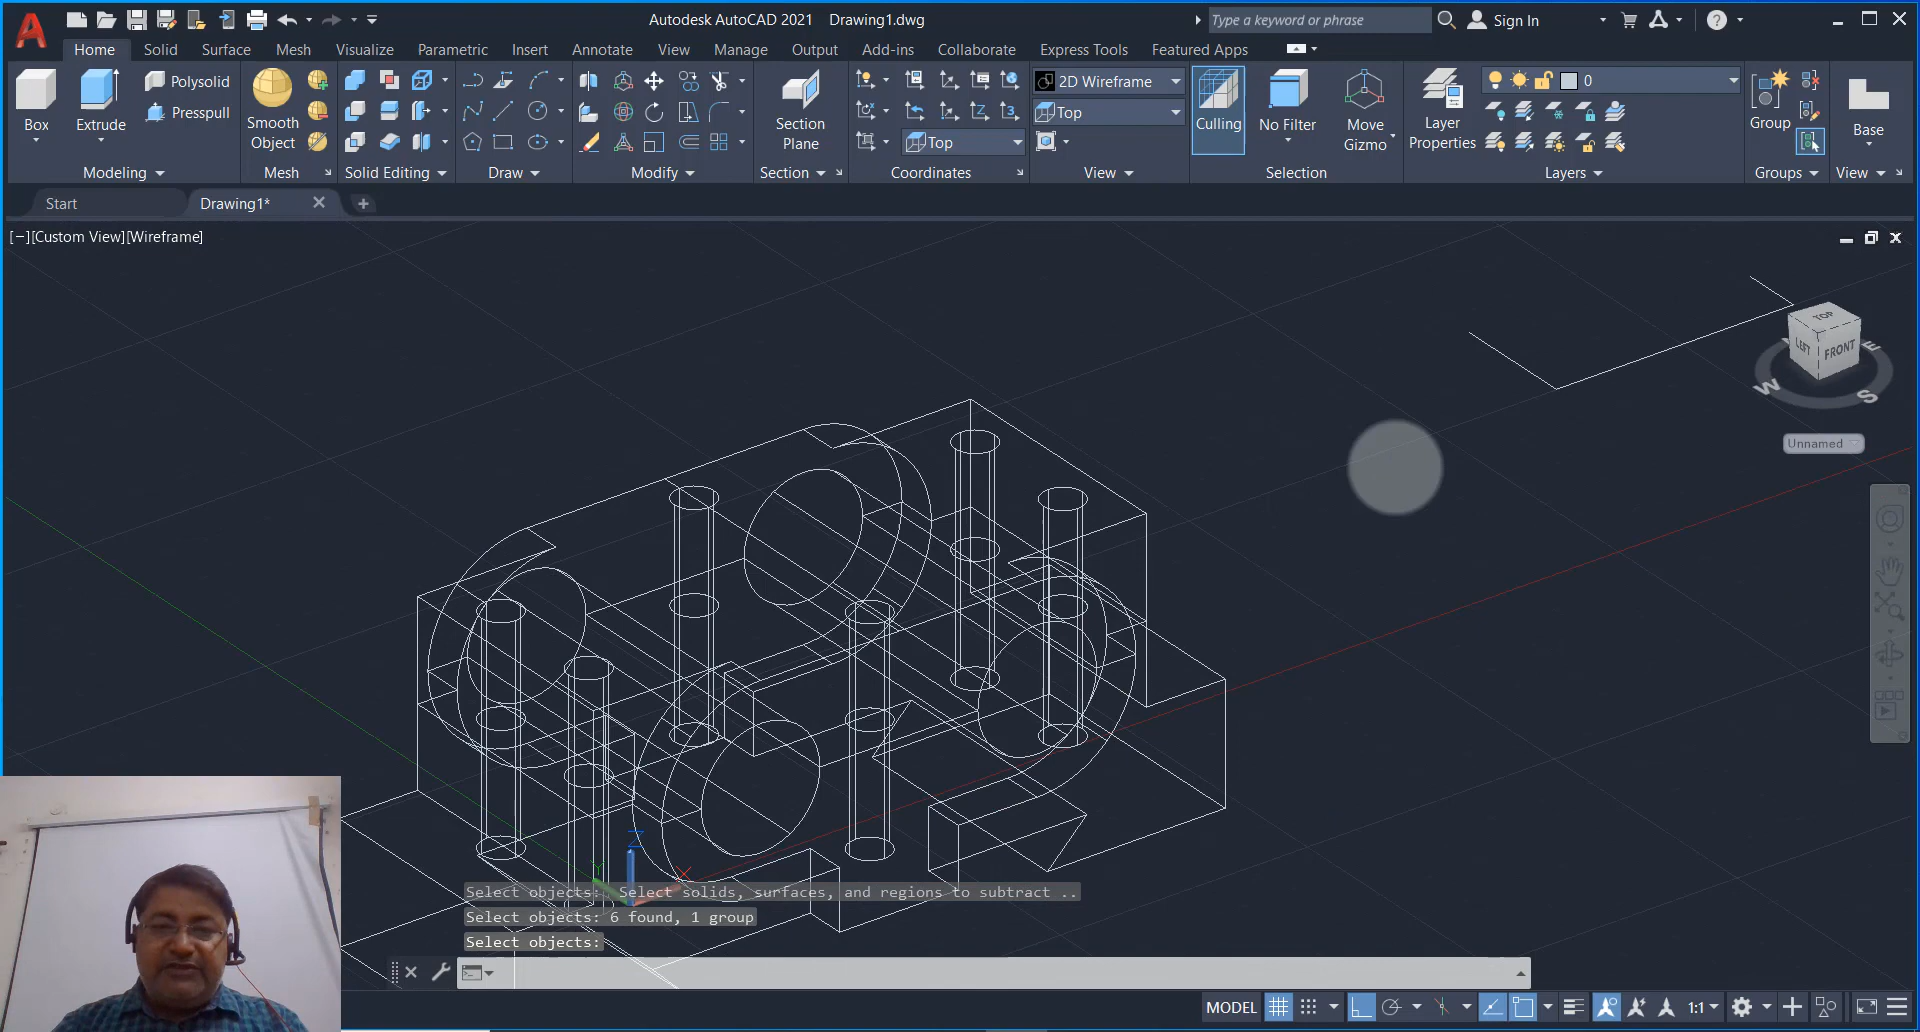 Autodesk AutoCAD 2021 Drawing1.dwg
Type a keyword or phrase
Sign In
Home Solid Surface Mesh Visualize Parametric Insert Annotate View Manage Output Add-ins Collaborate Express Tools Featured Apps
Box
Extrude
Polysolid
Presspull
Smooth
Object
Section
Plane
Top
2D Wireframe
Top
Culling
No Filter
Move
Gizmo
Layer
Properties
0
Group
Base
Modeling Mesh Solid Editing Draw Modify Section Coordinates View Selection Layers Groups View
Start Drawing1*
[−][Custom View][Wireframe]
TOP
LEFT
FRONT
E
W
S
Unnamed
Z
Y
X
Select objects: Select solids, surfaces, and regions to subtract ..
Select objects: 6 found, 1 group
Select objects:
MODEL
1:1